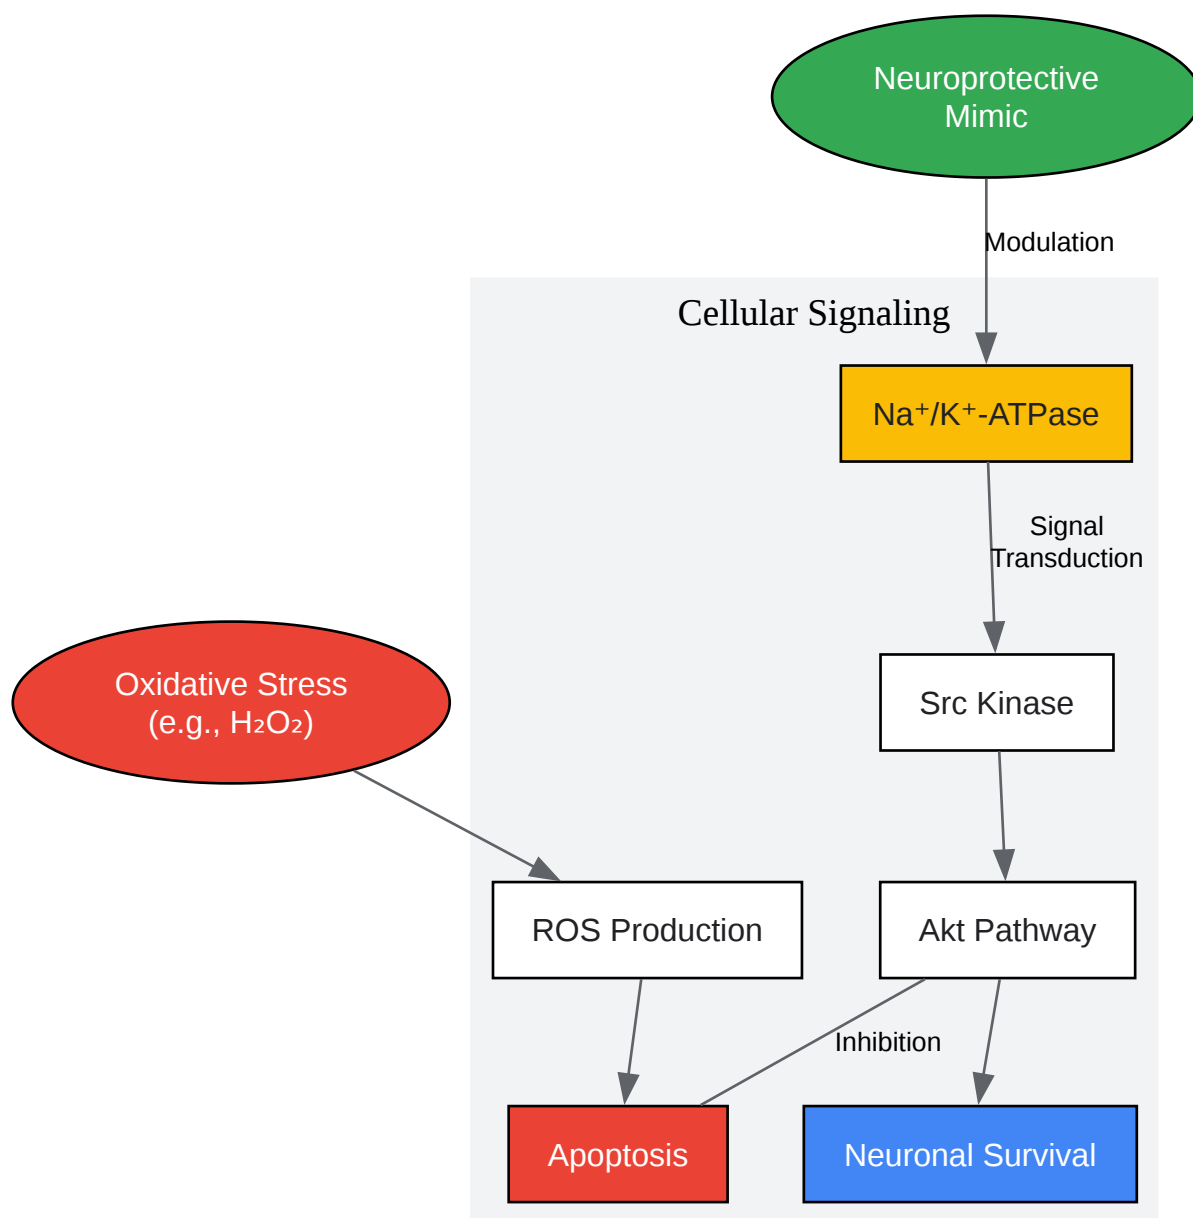 Neuroprotective
Mimic
Modulation
Cellular Signaling
Na⁺/K⁺-ATPase
Signal
Transduction
Oxidative Stress
(e.g., H₂O₂)
Src Kinase
ROS Production
Akt Pathway
Inhibition
Apoptosis
Neuronal Survival